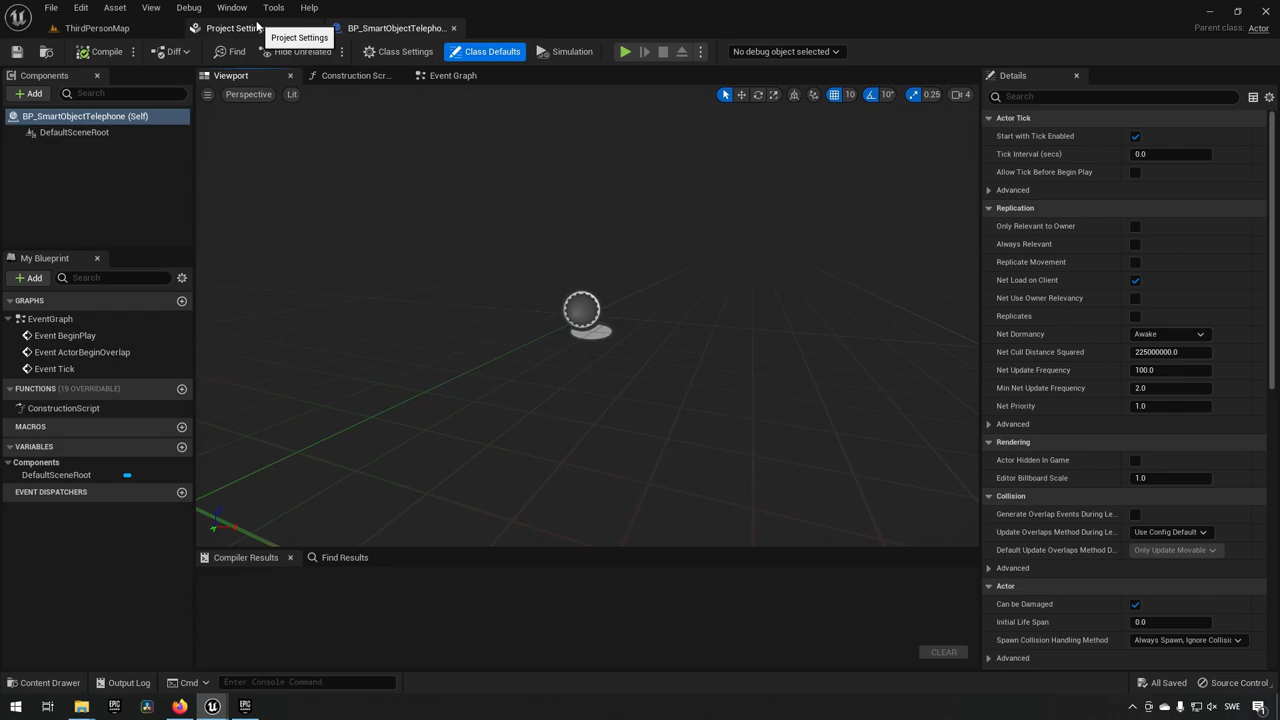 File Edit Asset View Debug Window Tools Help
ThirdPersonMap
BP_SmartObjectTelepho...
Project Settings
Parent class: Actor
Compile
Diff
Find
Class Settings
Class Defaults
Simulation
No debug object selected
Components
Add
Search
BP_SmartObjectTelephone (Self)
DefaultSceneRoot
My Blueprint
Add
Search
GRAPHS
EventGraph
Event BeginPlay
Event ActorBeginOverlap
Event Tick
FUNCTIONS (19 OVERRIDABLE)
ConstructionScript
MACROS
VARIABLES
Components
DefaultSceneRoot
EVENT DISPATCHERS
Viewport
Construction Scr...
Event Graph
Perspective
Lit
10
10°
0.25
4
Compiler Results
Find Results
CLEAR
Details
Search
Actor Tick
Start with Tick Enabled
Tick Interval (secs) 0.0
Allow Tick Before Begin Play
Advanced
Replication
Only Relevant to Owner
Always Relevant
Replicate Movement
Net Load on Client
Net Use Owner Relevancy
Replicates
Net Dormancy Awake
Net Cull Distance Squared 225000000.0
Net Update Frequency 100.0
Min Net Update Frequency 2.0
Net Priority 1.0
Advanced
Rendering
Actor Hidden In Game
Editor Billboard Scale 1.0
Collision
Generate Overlap Events During Le...
Update Overlaps Method During Le... Use Config Default
Default Update Overlaps Method D... Only Update Movable
Advanced
Actor
Can be Damaged
Initial Life Span 0.0
Spawn Collision Handling Method Always Spawn, Ignore Collisic
Advanced
Content Drawer
Output Log
Cmd
Enter Console Command
All Saved
Source Control
SWE